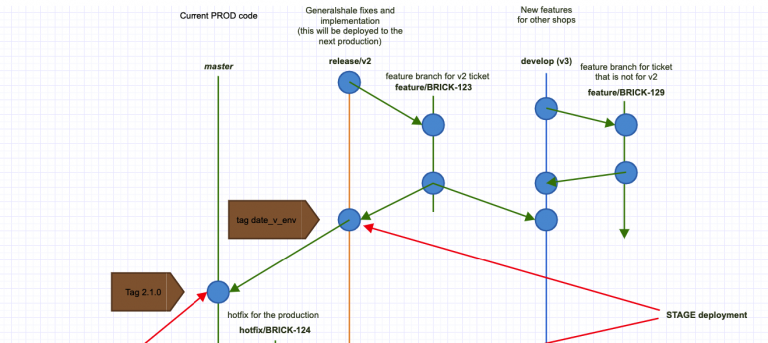 Current PROD code
Generalshale fixes and
implementation
(this will be deployed to the
next production)
New features
for other shops
master
release/v2
feature branch for v2 ticket
feature/BRICK-123
develop (v3)
feature branch for ticket
that is not for v2
feature/BRICK-129
tag date_v_env
Tag 2.1.0
hotfix for the production
hotfix/BRICK-124
STAGE deployment